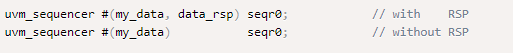 uvm_sequencer #(my_data, data_rsp) seqr0;          // with    RSP
uvm_sequencer #(my_data)           seqr0;          // without RSP